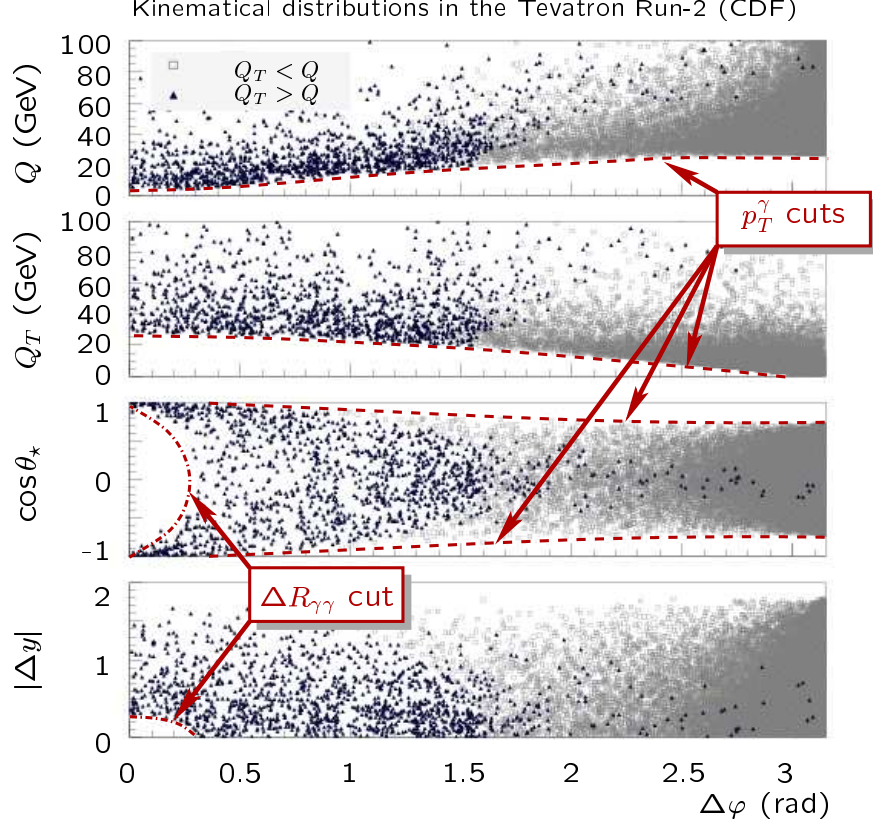 Kinematical distributions in the Tevatron Run-2 (CDF)
Q (GeV)
100
80
60
40
20
0
Q_T < Q
Q_T > Q
p_T^γ cuts
Q_T (GeV)
100
80
60
40
20
0
cosθ⋆
1
0
-1
ΔR_γγ cut
|Δy|
2
1
0
0 0.5 1 1.5 2 2.5 3
Δφ (rad)